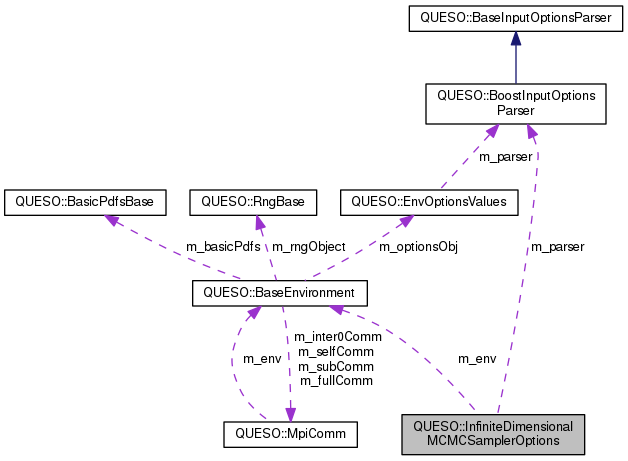 QUESO::BaseInputOptionsParser
QUESO::BoostInputOptions
Parser
m_parser
QUESO::BasicPdfsBase
QUESO::RngBase
QUESO::EnvOptionsValues
m_basicPdfs
m_rngObject
m_optionsObj
m_parser
QUESO::BaseEnvironment
m_inter0Comm
m_selfComm
m_subComm
m_fullComm
m_env
m_env
QUESO::MpiComm
QUESO::InfiniteDimensional
MCMCSamplerOptions